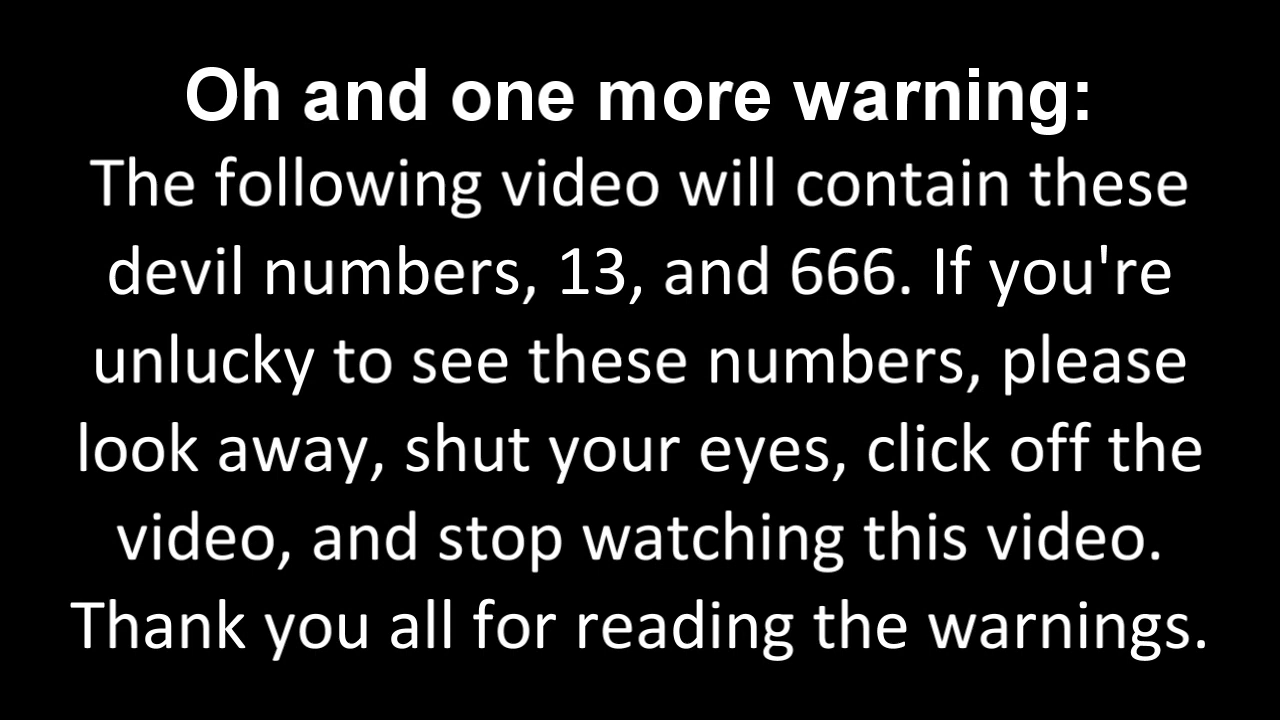 Oh and one more warning:
The following video will contain these
devil numbers, 13, and 666. If you're
unlucky to see these numbers, please
look away, shut your eyes, click off the
video, and stop watching this video.
Thank you all for reading the warnings.